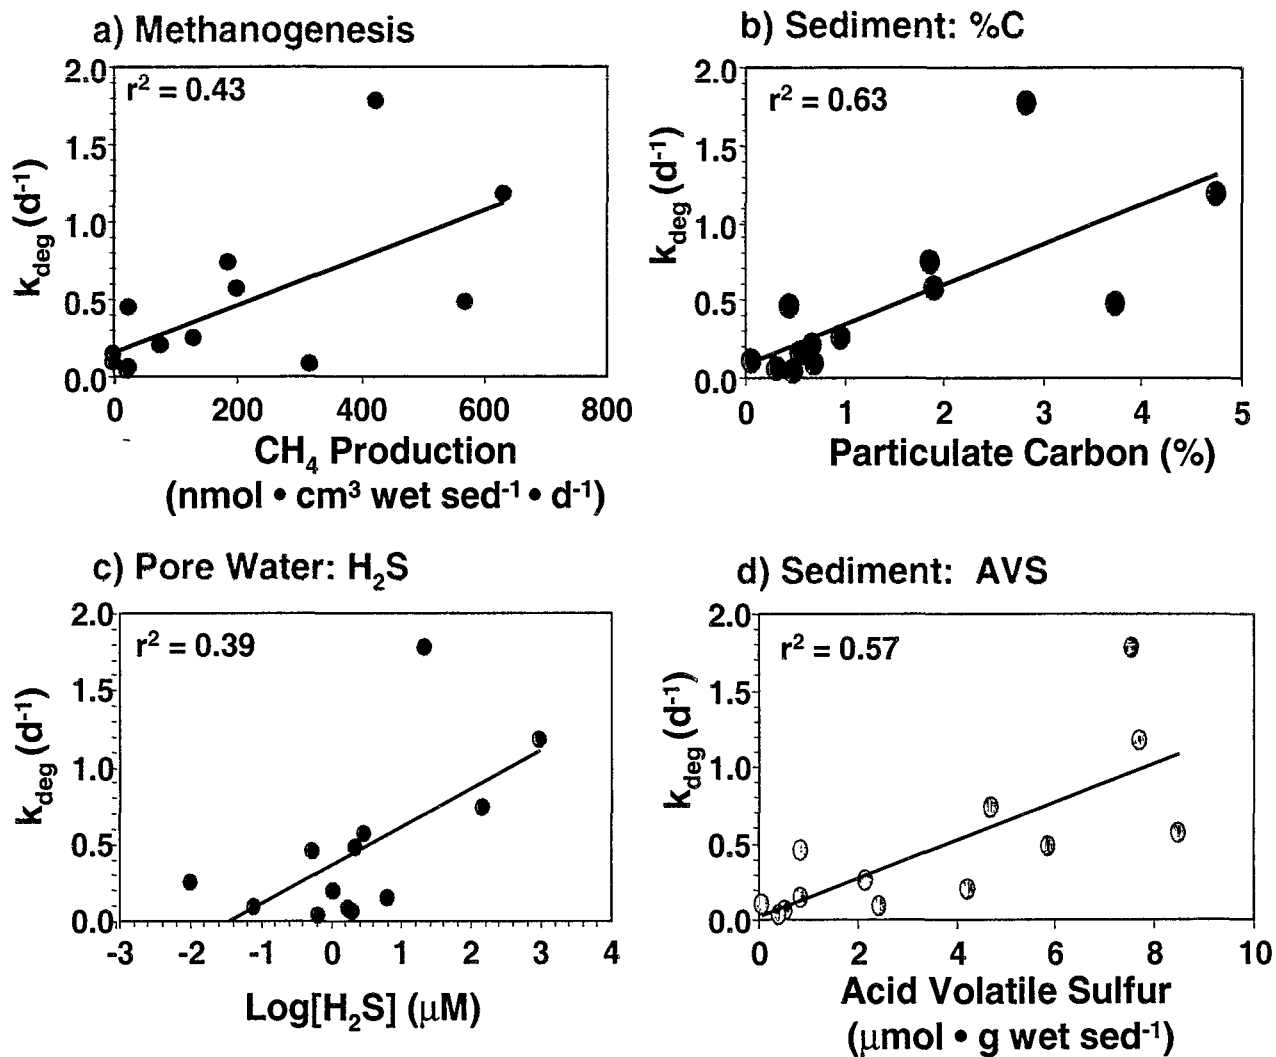 a) Methanogenesis
2.0
r² = 0.43
1.5
1.0
0.5
0.0
k_deg (d⁻¹)
0 200 400 600 800
CH₄ Production
(nmol • cm³ wet sed⁻¹ • d⁻¹)
b) Sediment: %C
2.0
r² = 0.63
1.5
1.0
0.5
0.0
k_deg (d⁻¹)
0 1 2 3 4 5
Particulate Carbon (%)
c) Pore Water: H₂S
2.0
r² = 0.39
1.5
1.0
0.5
0.0
k_deg (d⁻¹)
-3 -2 -1 0 1 2 3 4
Log[H₂S] (μM)
d) Sediment: AVS
2.0
r² = 0.57
1.5
1.0
0.5
0.0
k_deg (d⁻¹)
0 2 4 6 8 10
Acid Volatile Sulfur
(μmol • g wet sed⁻¹)